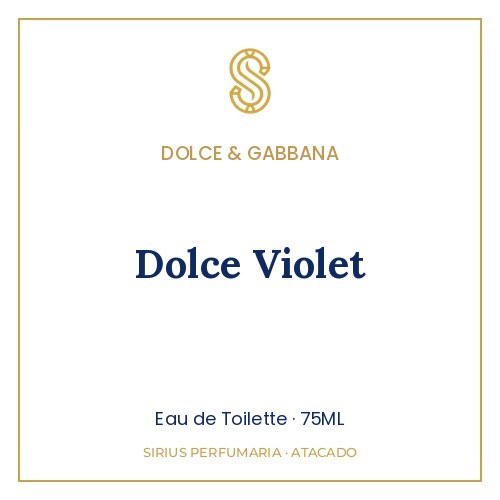 DOLCE & GABBANA
Dolce Violet
Eau de Toilette · 75ML
SIRIUS PERFUMARIA · ATACADO